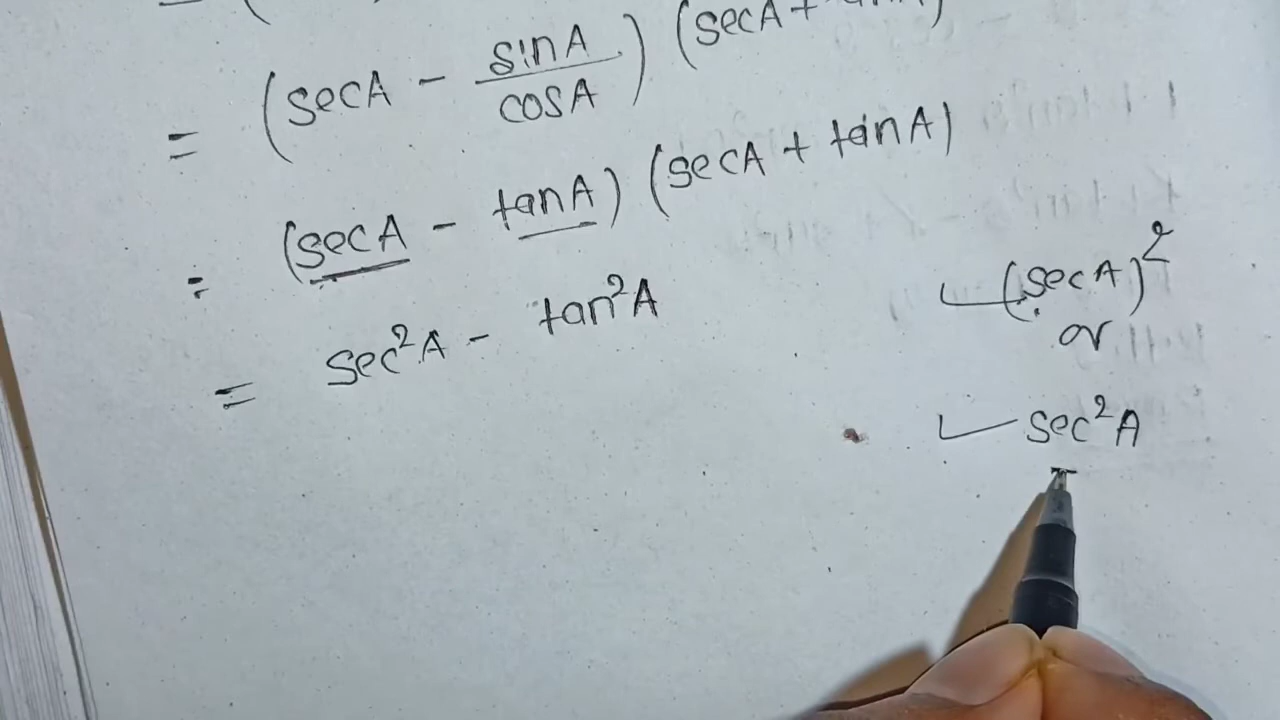 = (secA - sinA/cosA) (secA +
= (secA - tanA) (secA + tanA)
= sec²A - tan²A
(secA)²
or
sec²A